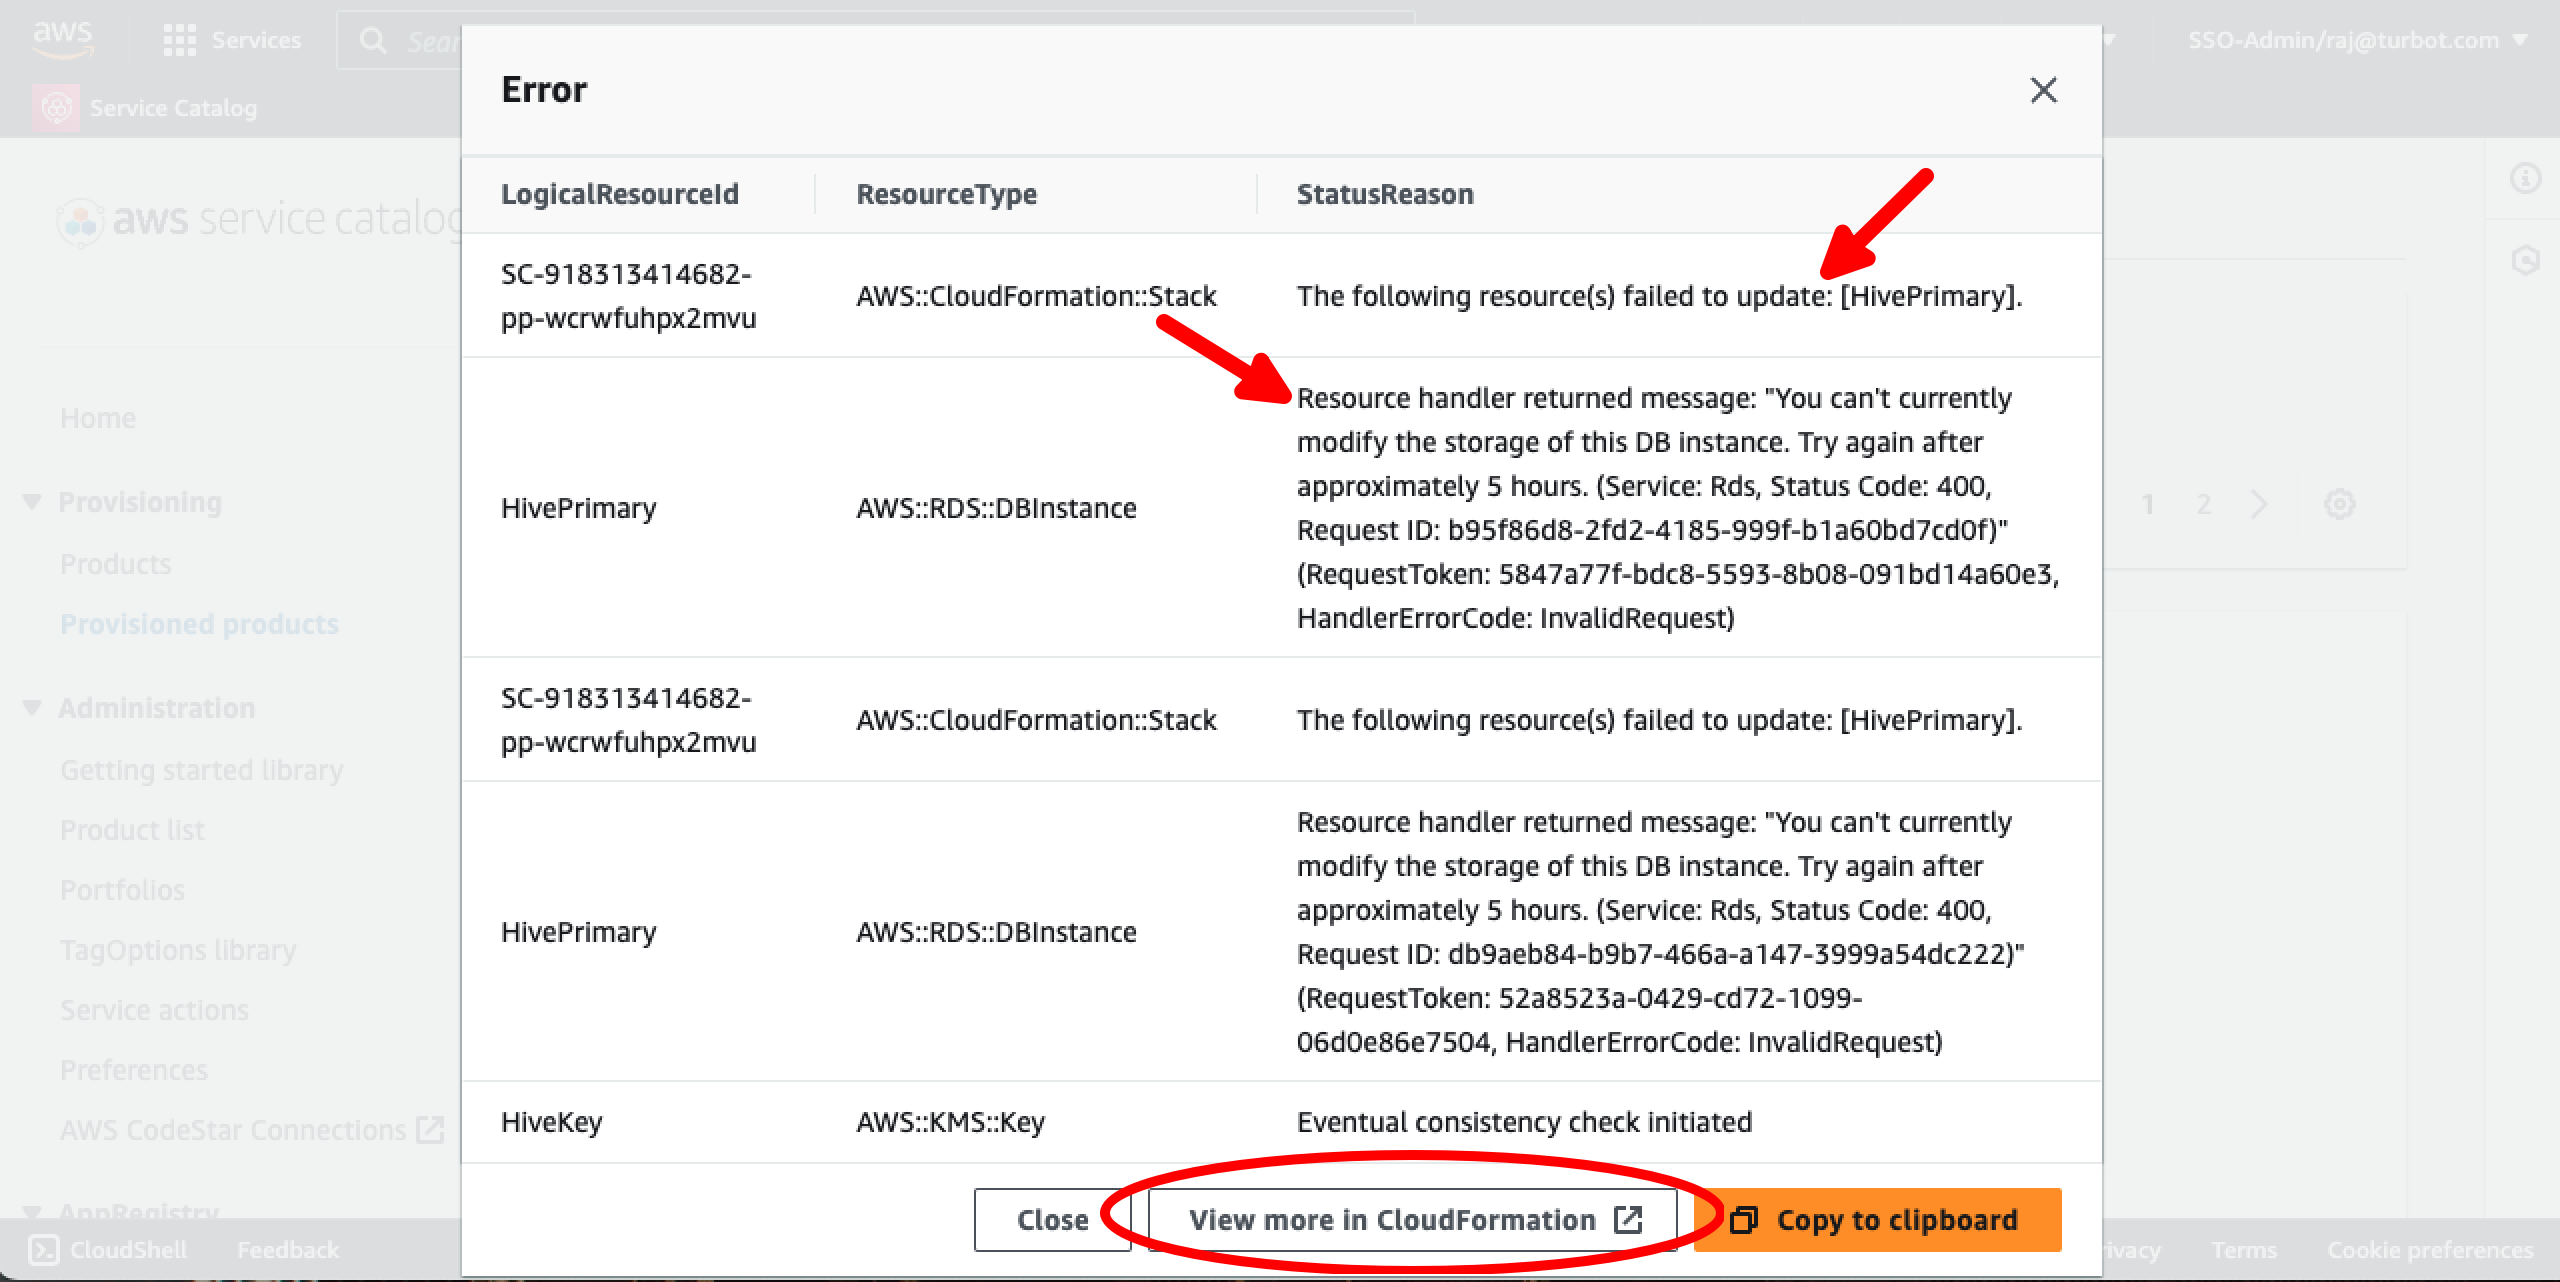 aws
Services
Sear
SSO-Admin/raj@turbot.com
Service Catalog
aws service catalog
Home
Provisioning
Products
Provisioned products
Administration
Getting started library
Product list
Portfolios
TagOptions library
Service actions
Preferences
AWS CodeStar Connections
AppRegistry
1 2
Error
LogicalResourceId ResourceType StatusReason
SC-918313414682-
pp-wcrwfuhpx2mvu
AWS::CloudFormation::Stack
The following resource(s) failed to update: [HivePrimary].
HivePrimary
AWS::RDS::DBInstance
Resource handler returned message: "You can't currently
modify the storage of this DB instance. Try again after
approximately 5 hours. (Service: Rds, Status Code: 400,
Request ID: b95f86d8-2fd2-4185-999f-b1a60bd7cd0f)"
(RequestToken: 5847a77f-bdc8-5593-8b08-091bd14a60e3,
HandlerErrorCode: InvalidRequest)
SC-918313414682-
pp-wcrwfuhpx2mvu
AWS::CloudFormation::Stack
The following resource(s) failed to update: [HivePrimary].
HivePrimary
AWS::RDS::DBInstance
Resource handler returned message: "You can't currently
modify the storage of this DB instance. Try again after
approximately 5 hours. (Service: Rds, Status Code: 400,
Request ID: db9aeb84-b9b7-466a-a147-3999a54dc222)"
(RequestToken: 52a8523a-0429-cd72-1099-
06d0e86e7504, HandlerErrorCode: InvalidRequest)
HiveKey
AWS::KMS::Key
Eventual consistency check initiated
Close
View more in CloudFormation
Copy to clipboard
CloudShell
Feedback
ivacy
Terms
Cookie preferences